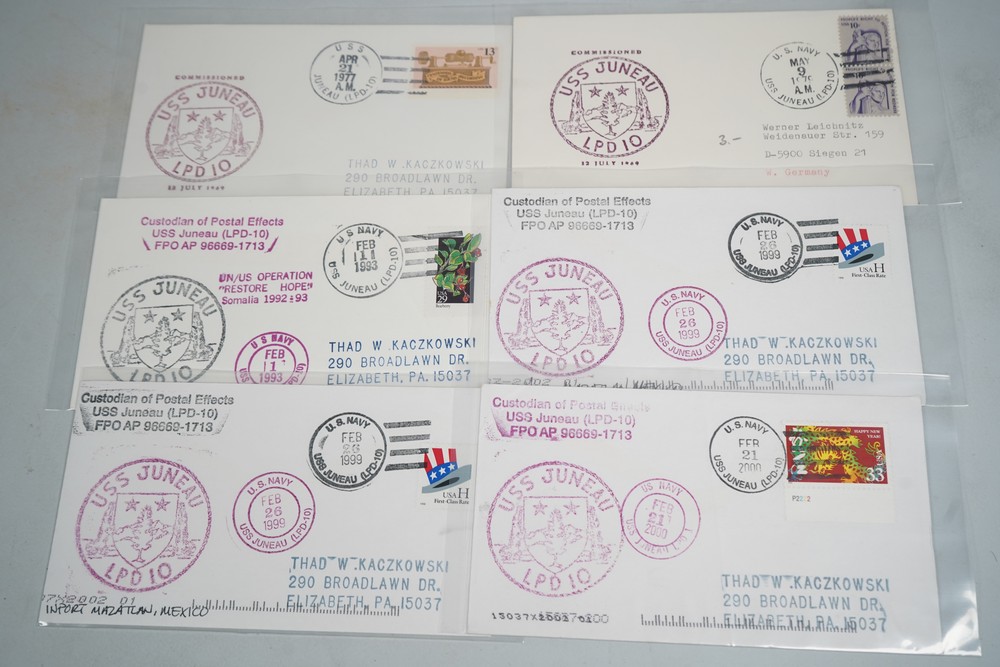 COMMISSIONED
USS JUNEAU
LPD 10
12 JULY 1969
USS
APR
21
1977
A.M.
JUNEAU (LPD-10)
13
THAD W. KACZKOWSKI
290 BROADLAWN DR.
ELIZABETH, PA 15037
COMMISSIONED
USS JUNEAU
LPD 10
12 JULY 1969
U.S. NAVY
MAY
9
A.M.
USS JUNEAU (LPD-10)
10c
3.-
Werner Leichnitz
Weidenauer Str. 159
D-5900 Siegen 21
W. Germany
Custodian of Postal Effects
USS Juneau (LPD-10)
FPO AP 96669-1713
UN/US OPERATION
"RESTORE HOPE"
Somalia 1992-93
USS JUNEAU
LPD 10
U.S. NAVY
FEB
11
1993
USS JUNEAU (LPD-10)
USA
29
U S NAVY
FEB
1993
THAD W. KACZKOWSKI
290 BROADLAWN DR.
ELIZABETH, PA. 15037
Custodian of Postal Effects
USS Juneau (LPD-10)
FPO AP 96669-1713
USS JUNEAU
LPD 10
U.S. NAVY
FEB
26
1999
USS JUNEAU (LPD-10)
USA H
First-Class Rate
U.S. NAVY
FEB
26
1999
USS JUNEAU (LPD-10)
THAD W. KACZKOWSKI
290 BROADLAWN DR.
ELIZABETH, PA. 15037
Custodian of Postal Effects
USS Juneau (LPD-10)
FPO AP 96669-1713
USS JUNEAU
LPD 10
U.S. NAVY
FEB
26
1999
USS JUNEAU (LPD-10)
USA H
First-Class Rate
U.S. NAVY
FEB
26
1999
USS JUNEAU (LPD-10)
THAD W. KACZKOWSKI
290 BROADLAWN DR.
ELIZABETH, PA. 15037
INPORT MAZATLAN, MEXICO
Custodian of Postal Effects
USS Juneau (LPD-10)
FPO AP 96669-1713
USS JUNEAU
LPD 10
U.S. NAVY
FEB
21
2000
USS JUNEAU (LPD-10)
HAPPY NEW
YEAR!
33
P2222
US NAVY
FEB
21
2000
THAD W KACZKOWSKI
290 BROADLAWN DR.
ELIZABETH, PA. 15037
15037X2002 01